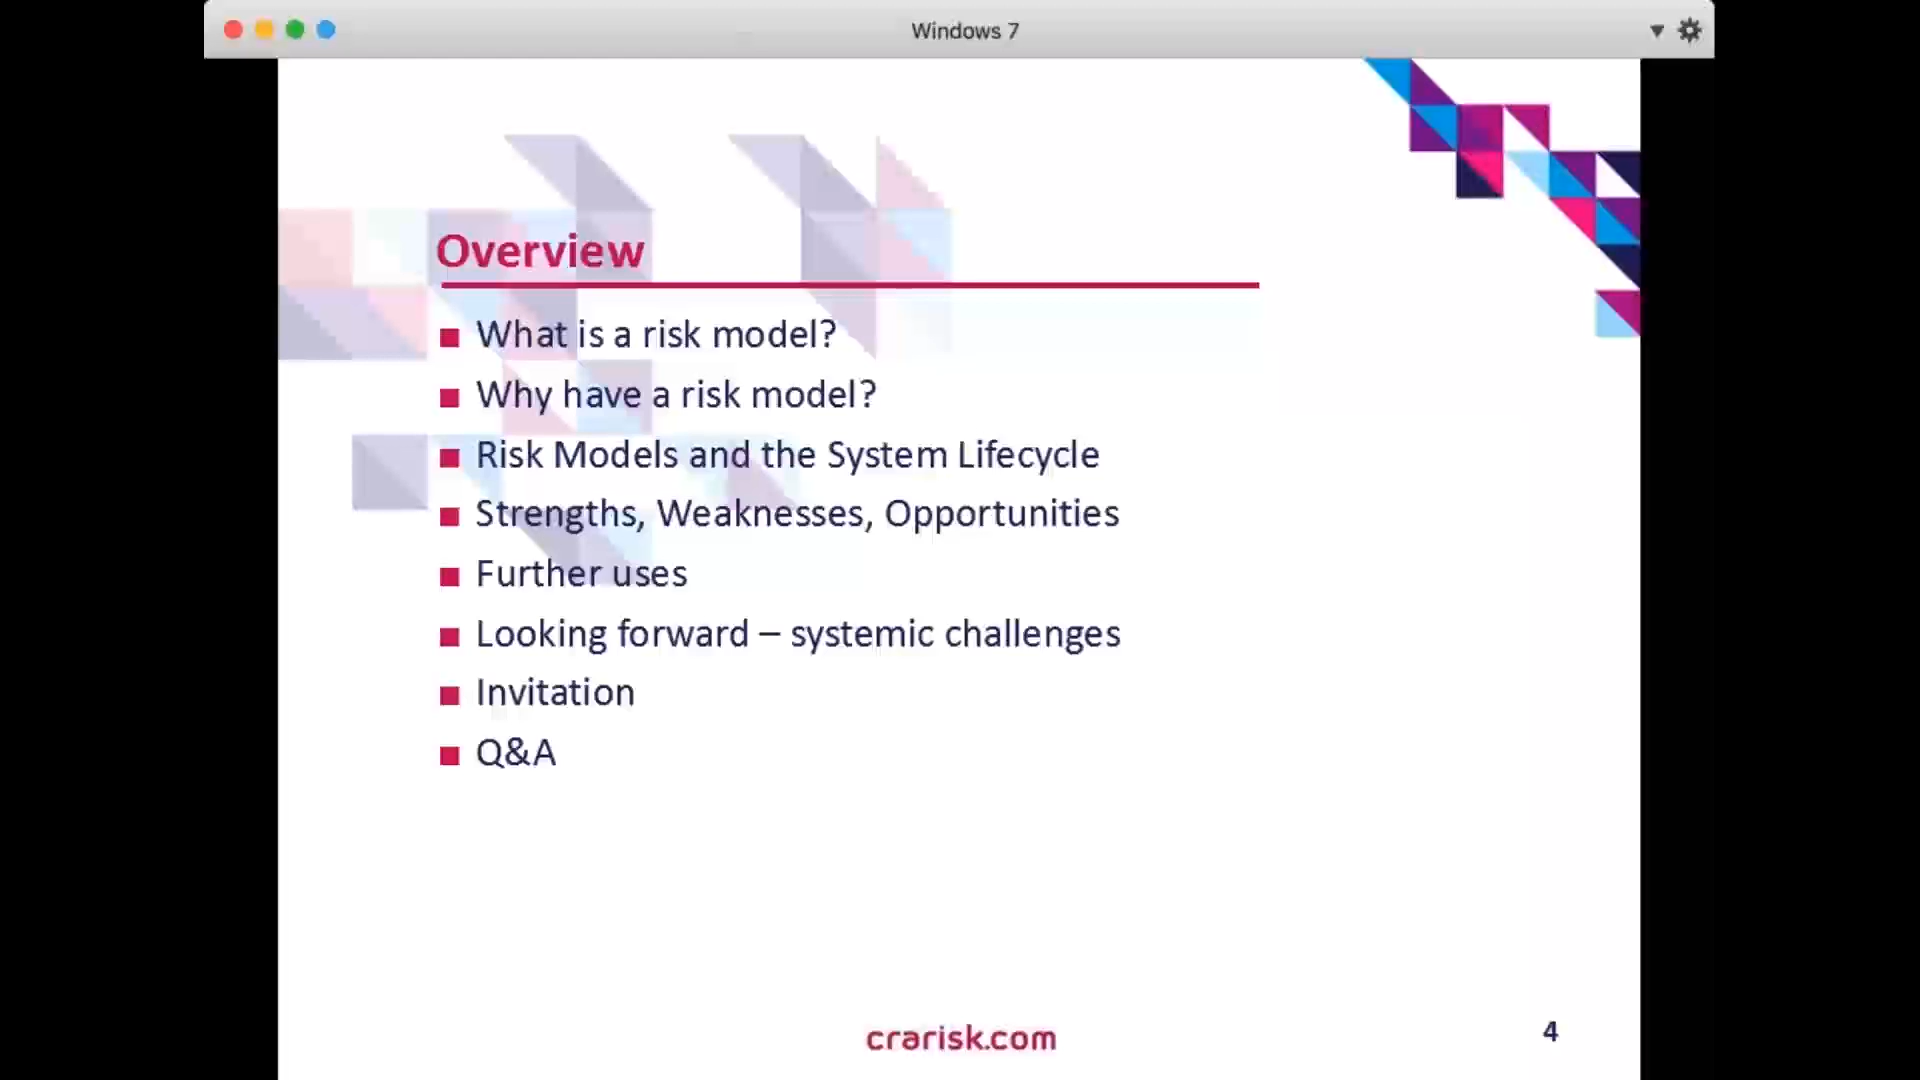 Windows 7
Overview
What is a risk model?
Why have a risk model?
Risk Models and the System Lifecycle
Strengths, Weaknesses, Opportunities
Further uses
Looking forward – systemic challenges
Invitation
Q&A
crarisk.com
4